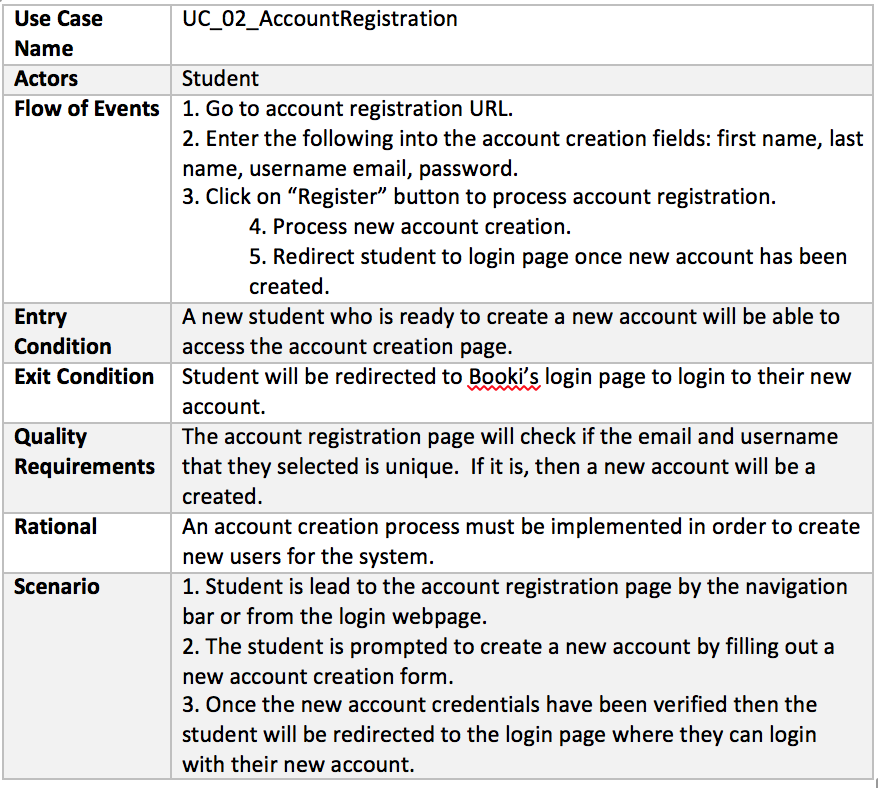 Use Case
Name
UC_02_AccountRegistration
Actors
Student
Flow of Events
1. Go to account registration URL.
2. Enter the following into the account creation fields: first name, last
name, username email, password.
3. Click on “Register” button to process account registration.
4. Process new account creation.
5. Redirect student to login page once new account has been
created.
Entry
Condition
A new student who is ready to create a new account will be able to
access the account creation page.
Exit Condition
Student will be redirected to Booki’s login page to login to their new
account.
Quality
Requirements
The account registration page will check if the email and username
that they selected is unique.  If it is, then a new account will be a
created.
Rational
An account creation process must be implemented in order to create
new users for the system.
Scenario
1. Student is lead to the account registration page by the navigation
bar or from the login webpage.
2. The student is prompted to create a new account by filling out a
new account creation form.
3. Once the new account credentials have been verified then the
student will be redirected to the login page where they can login
with their new account.